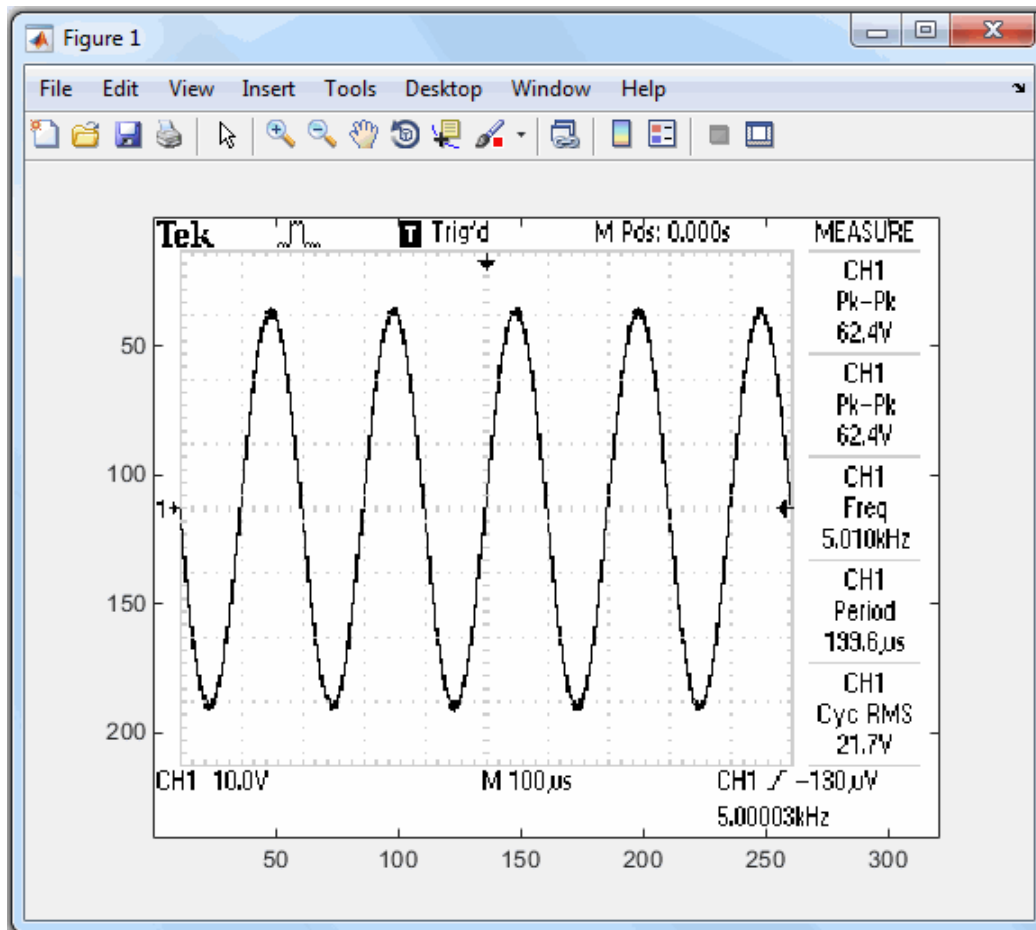 Figure 1
File Edit View Insert Tools Desktop Window Help
Tek T Trig'd M Pos: 0.000s MEASURE
CH1
Pk-Pk
62.4V
CH1
Pk-Pk
62.4V
CH1
Freq
5.010kHz
CH1
Period
199.6µs
CH1
Cyc RMS
21.7V
50
100
1
150
200
CH1 10.0V M 100µs CH1 -130µV
5.00003kHz
50 100 150 200 250 300